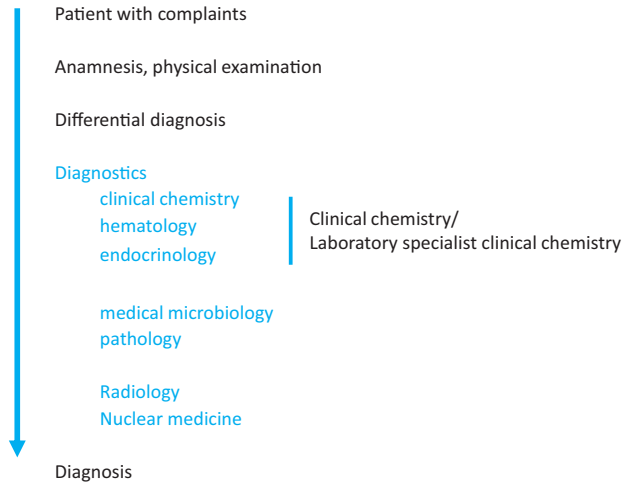 Patient with complaints
Anamnesis, physical examination
Differential diagnosis
Diagnostics
clinical chemistry
hematology
endocrinology
Clinical chemistry/
Laboratory specialist clinical chemistry
medical microbiology
pathology
Radiology
Nuclear medicine
Diagnosis